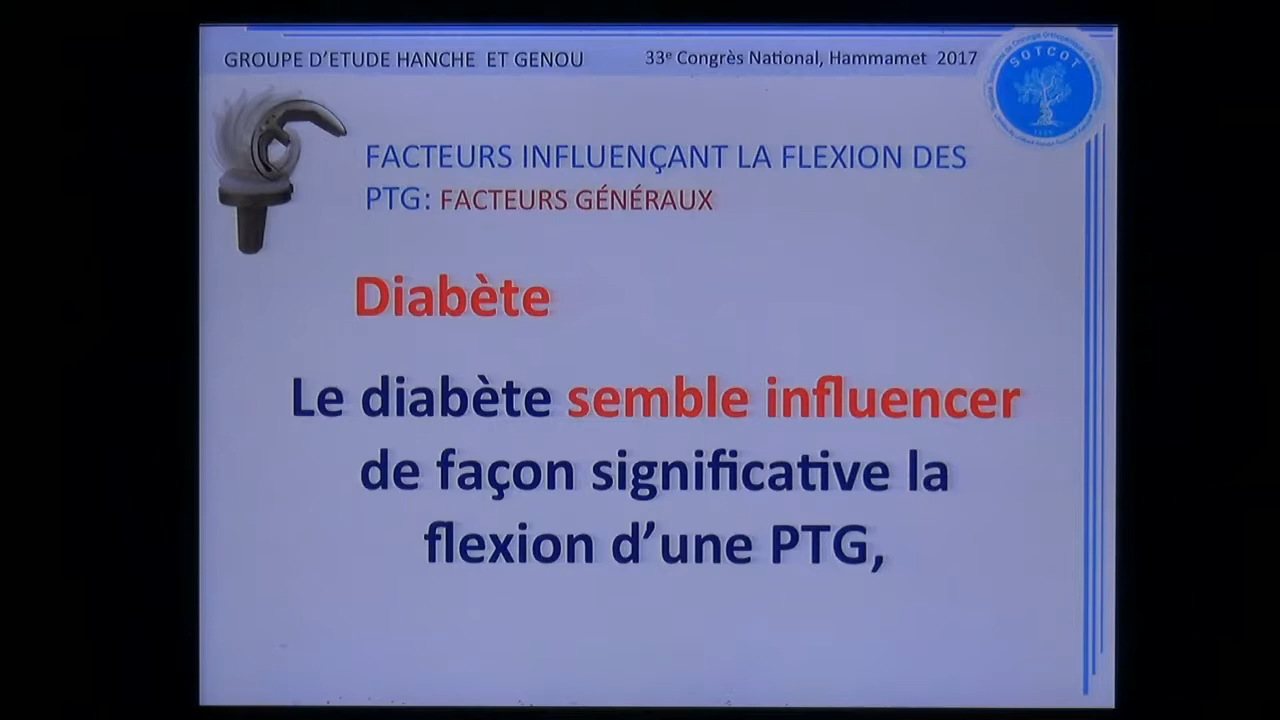 GROUPE D'ETUDE HANCHE ET GENOU
33e Congrès National, Hammamet 2017
SOTCOT
FACTEURS INFLUENÇANT LA FLEXION DES
PTG: FACTEURS GÉNÉRAUX
Diabète
Le diabète semble influencer
de façon significative la
flexion d'une PTG,